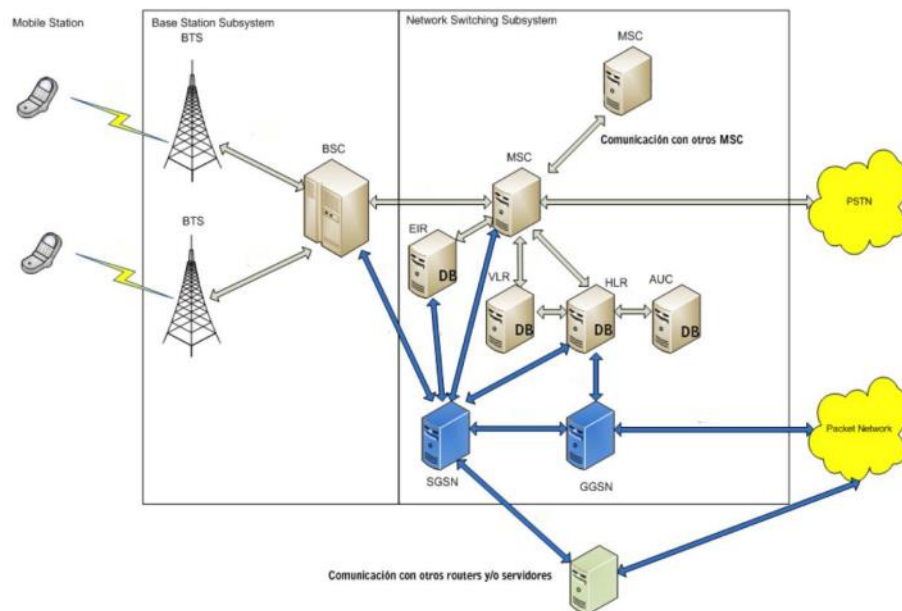 Mobile Station
Base Station Subsystem
Network Switching Subsystem
BTS
MSC
Comunicación con otros MSC
BSC
MSC
PSTN
BTS
EIR
DB
VLR
HLR
AUC
DB
DB
DB
Packet Network
SGSN
GGSN
Comunicación con otros routers y/o servidores